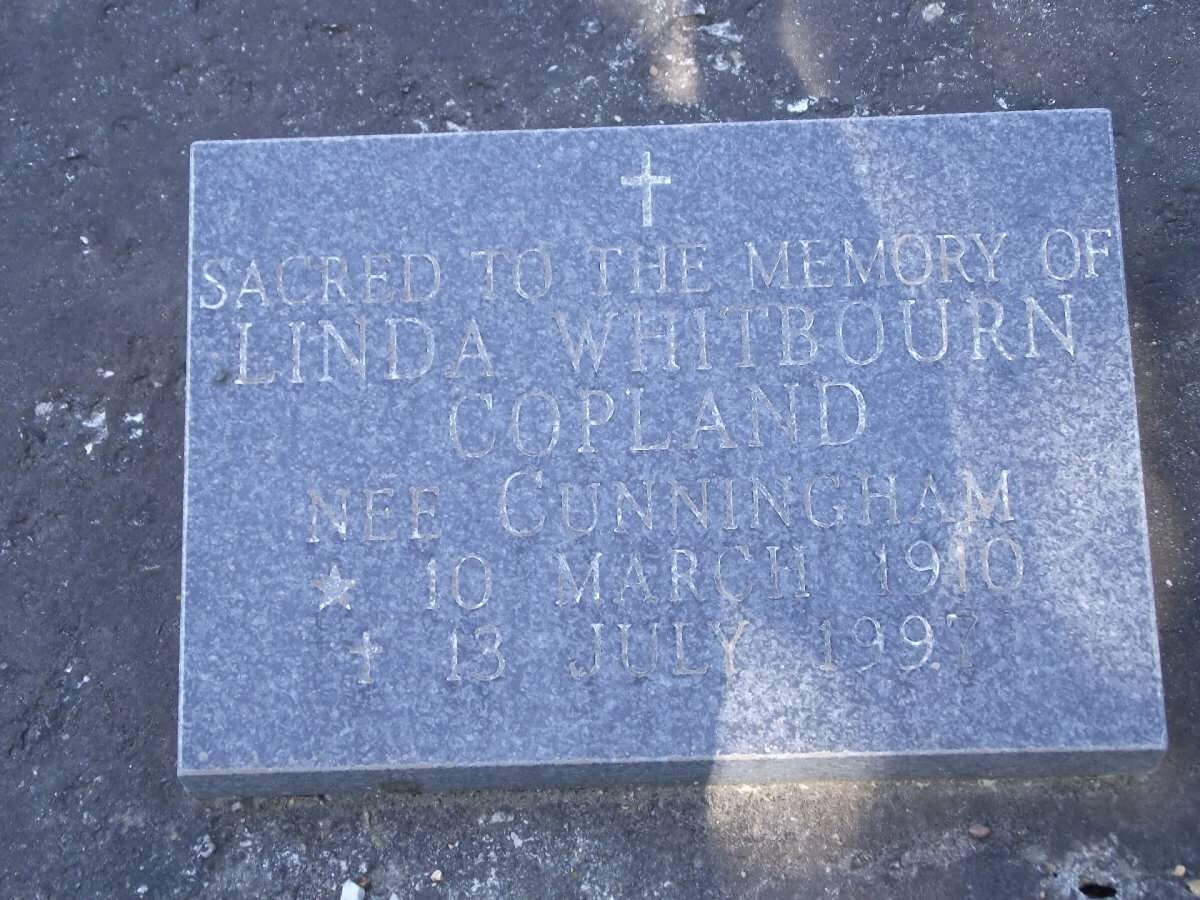 SACRED TO THE MEMORY OF
LINDA WHITBOURN
COPLAND
NEE CUNNINGHAM
★ 10 MARCH 1910
✝ 13 JULY 1997